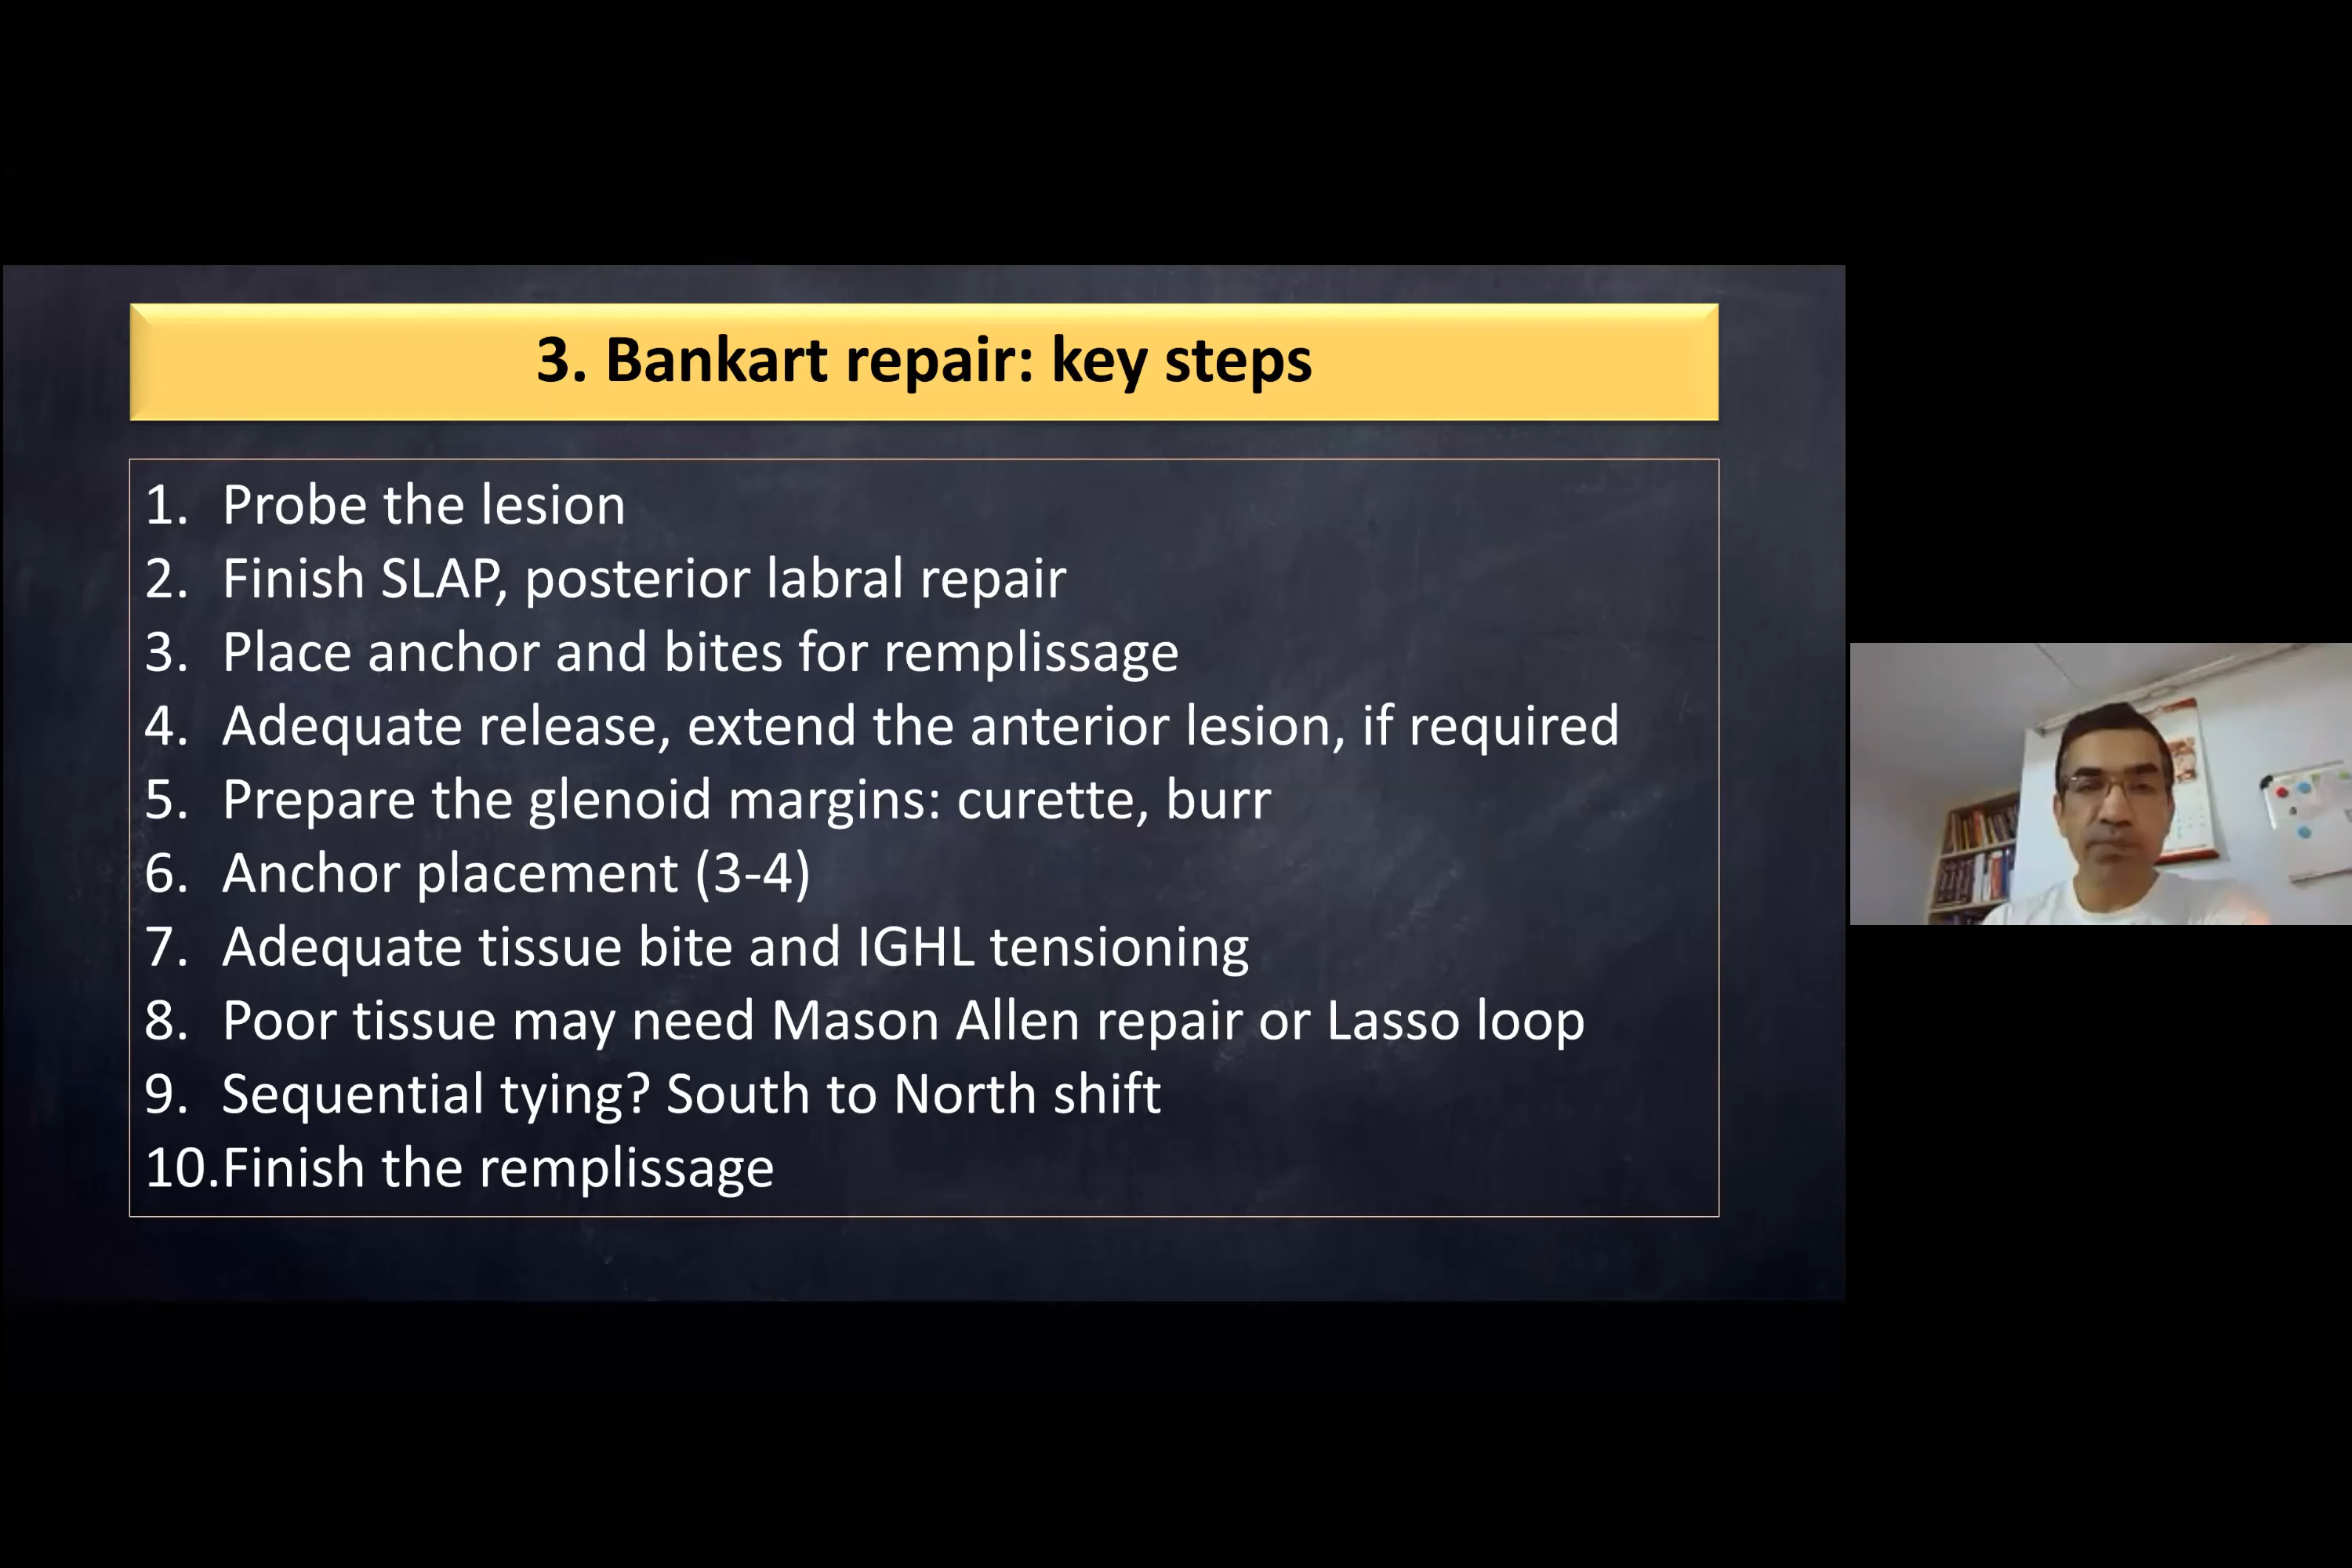 3. Bankart repair: key steps
1. Probe the lesion
2. Finish SLAP, posterior labral repair
3. Place anchor and bites for remplissage
4. Adequate release, extend the anterior lesion, if required
5. Prepare the glenoid margins: curette, burr
6. Anchor placement (3-4)
7. Adequate tissue bite and IGHL tensioning
8. Poor tissue may need Mason Allen repair or Lasso loop
9. Sequential tying? South to North shift
10.Finish the remplissage